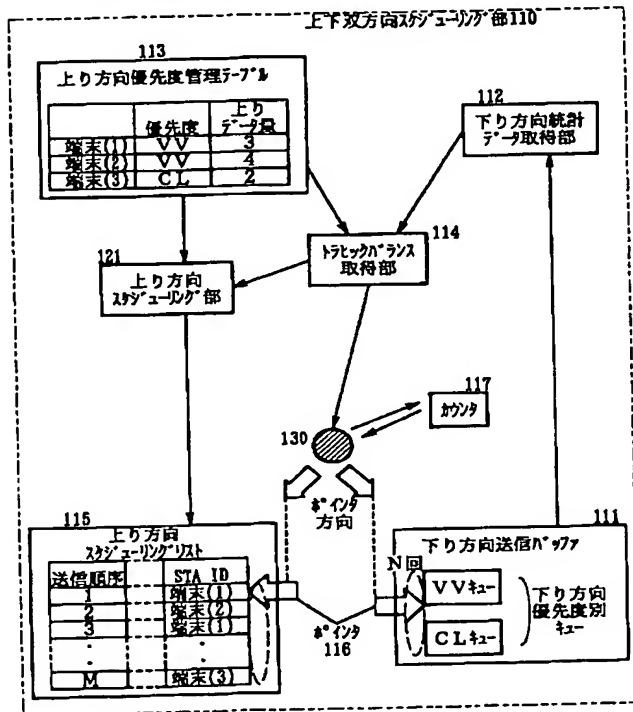 上下双方向スケジューリング部110
113
上り方向優先度管理テーブル
優先度 上りデータ量
端末(1) VV 3
端末(2) VV 4
端末(3) CL 2
112
下り方向統計
データ取得部
114
トラヒックバランス
取得部
121
上り方向
スケジューリング部
117
カウンタ
130
ポインタ
方向
115
上り方向
スケジューリングリスト
送信順序 STA ID
1 端末(1)
2 端末(2)
3 端末(1)
・ ・
・ ・
M 端末(3)
ポインタ
116
111
下り方向送信バッファ
N回
VVキュー
CLキュー
下り方向
優先度別
キュー